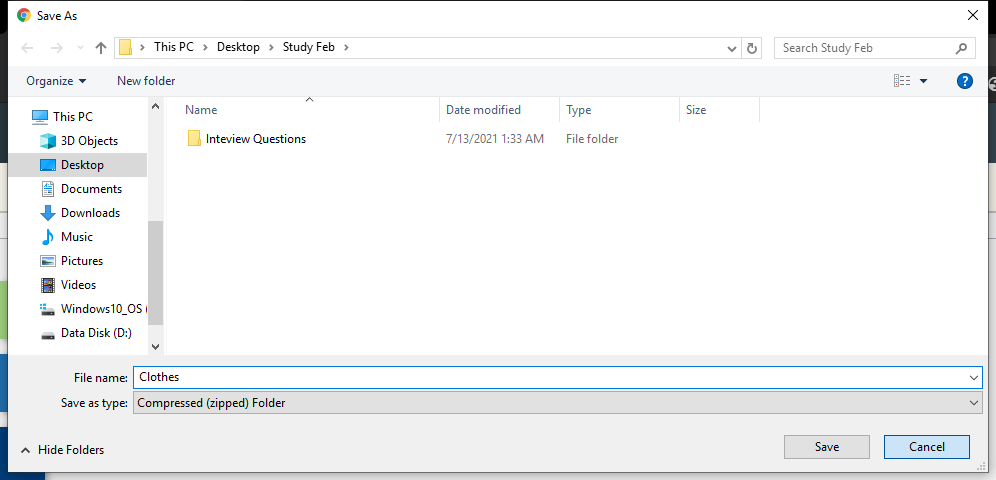 Save As
This PC > Desktop > Study Feb >
Search Study Feb
Organize
New folder
?
Name
Date modified
Type
Size
This PC
3D Objects
Desktop
Documents
Downloads
Music
Pictures
Videos
Windows10_OS (
Data Disk (D:)
Inteview Questions
7/13/2021 1:33 AM
File folder
File name: Clothes
Save as type: Compressed (zipped) Folder
Hide Folders
Save
Cancel